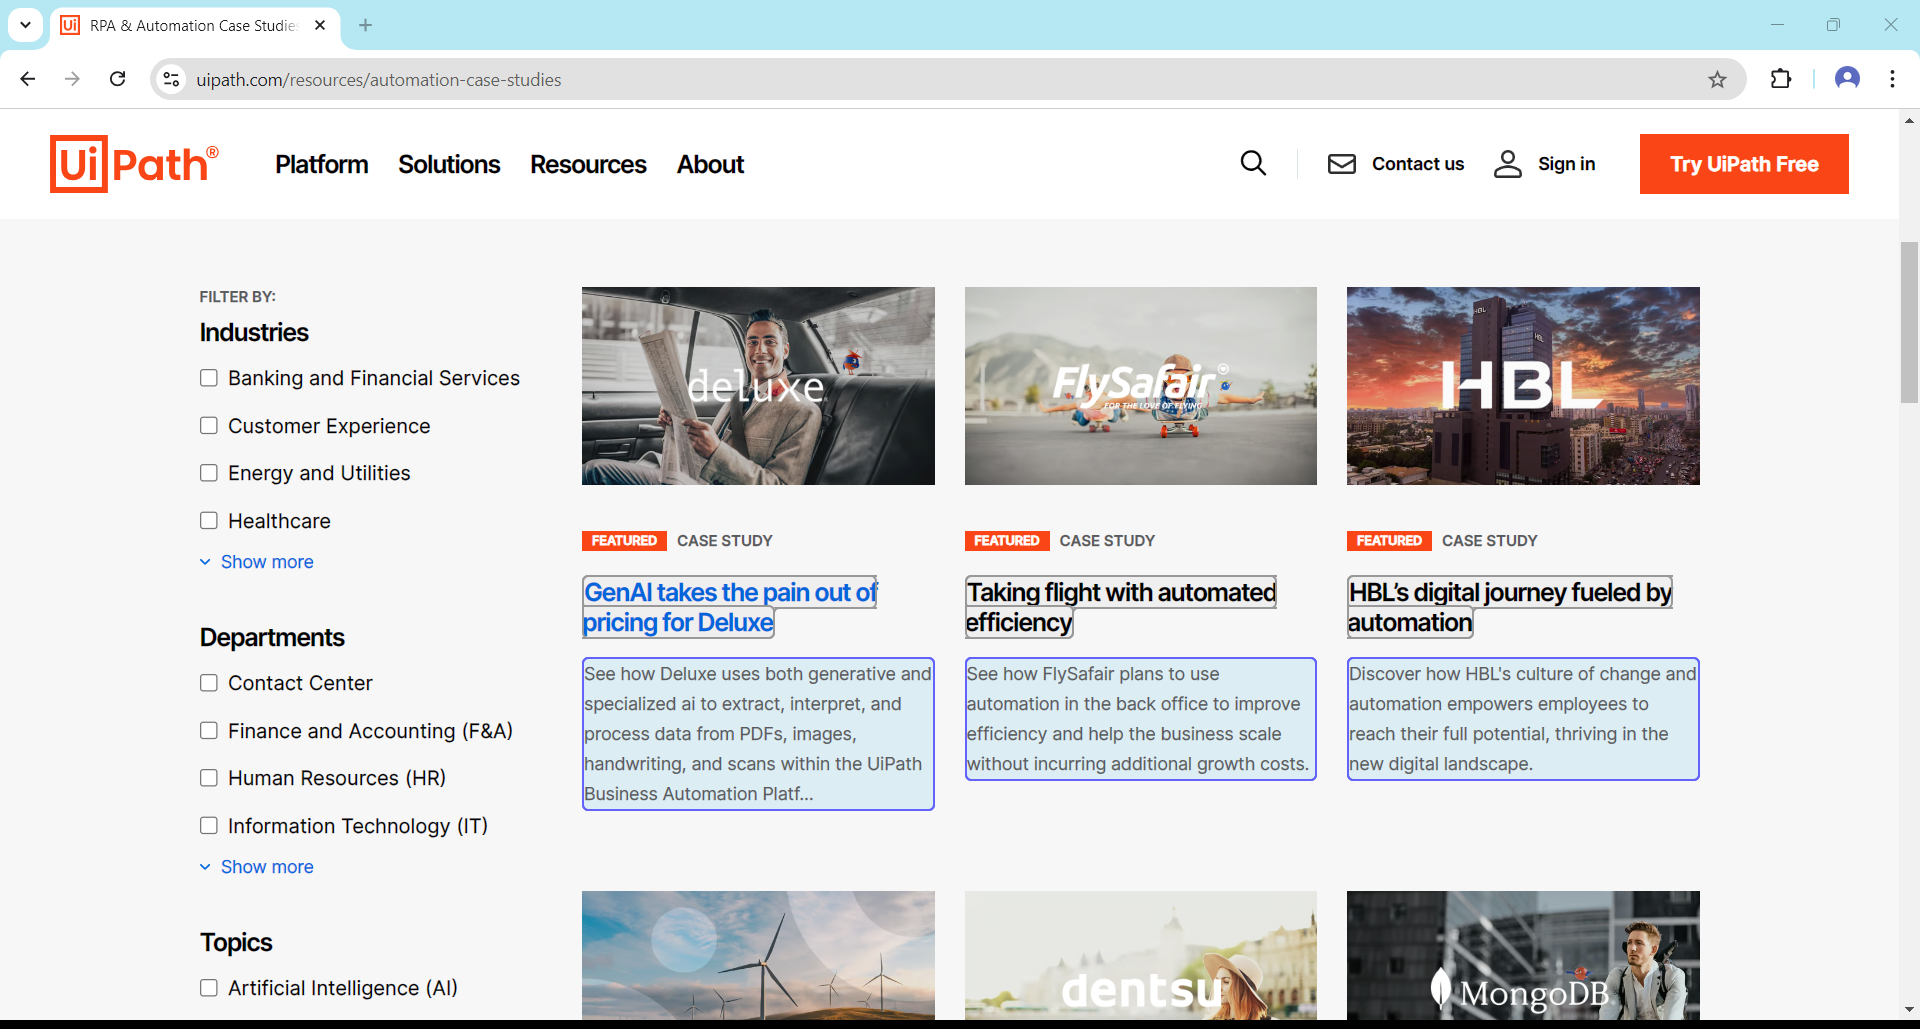 RPA & Automation Case Studies
uipath.com/resources/automation-case-studies
UiPath®
Platform
Solutions
Resources
About
Contact us
Sign in
Try UiPath Free
FILTER BY:
Industries
Banking and Financial Services
Customer Experience
Energy and Utilities
Healthcare
Show more
Departments
Contact Center
Finance and Accounting (F&A)
Human Resources (HR)
Information Technology (IT)
Show more
Topics
Artificial Intelligence (AI)
deluxe
FEATURED CASE STUDY
GenAI takes the pain out of
pricing for Deluxe
See how Deluxe uses both generative and
specialized ai to extract, interpret, and
process data from PDFs, images,
handwriting, and scans within the UiPath
Business Automation Platf...
FlySafair
FOR THE LOVE OF FLYING
FEATURED CASE STUDY
Taking flight with automated
efficiency
See how FlySafair plans to use
automation in the back office to improve
efficiency and help the business scale
without incurring additional growth costs.
HBL
HBL
HBL
FEATURED CASE STUDY
HBL’s digital journey fueled by
automation
Discover how HBL's culture of change and
automation empowers employees to
reach their full potential, thriving in the
new digital landscape.
dentsu
MongoDB